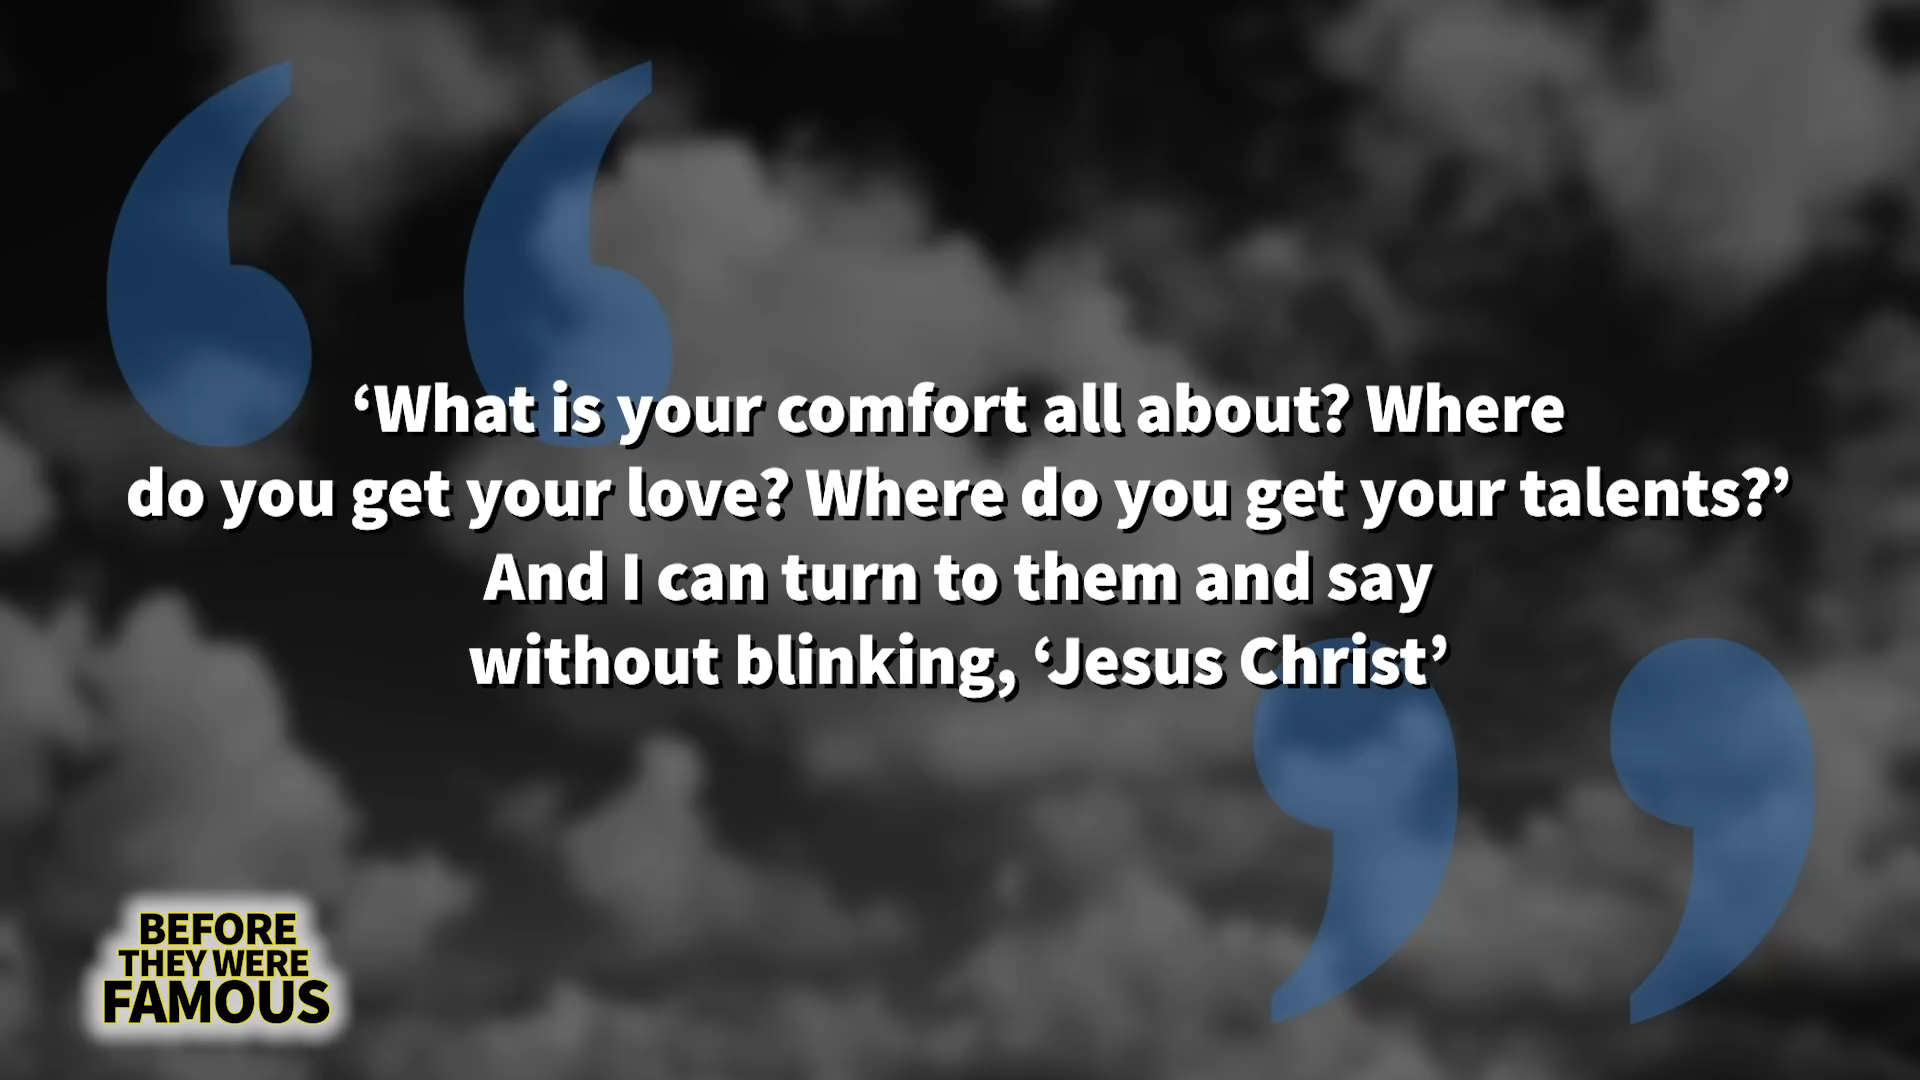 ‘What is your comfort all about? Where
do you get your love? Where do you get your talents?’
And I can turn to them and say
without blinking, ‘Jesus Christ’
BEFORE
THEY WERE
FAMOUS